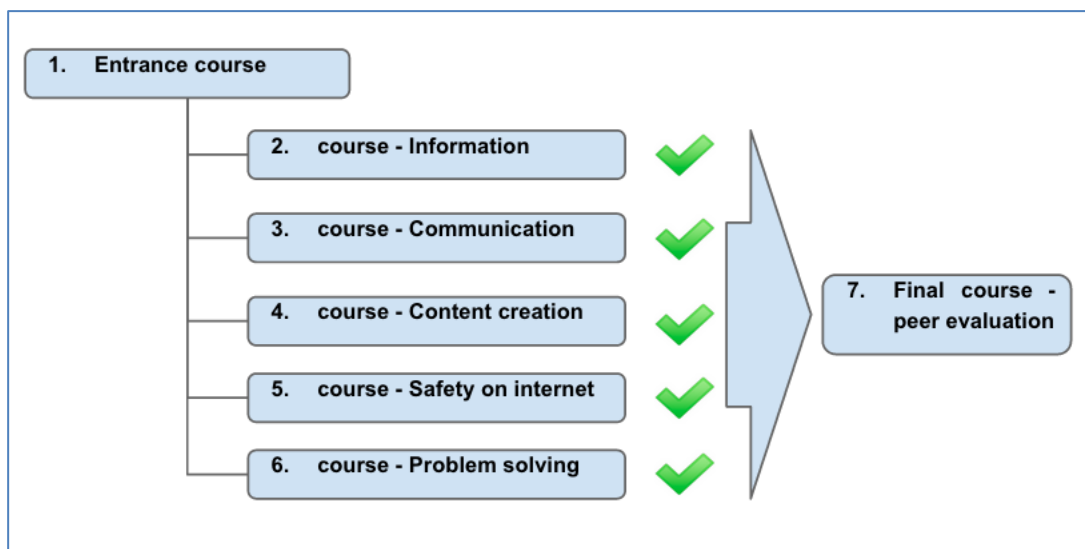 1. Entrance course
2. course - Information
3. course - Communication
4. course - Content creation
5. course - Safety on internet
6. course - Problem solving
7. Final course -
peer evaluation